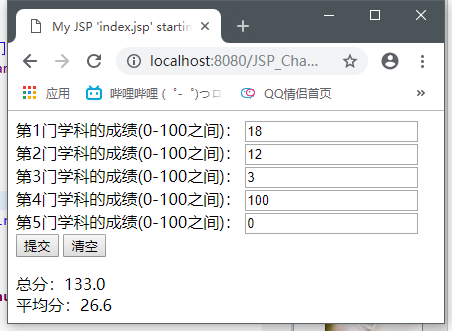 My JSP 'index.jsp' startin
localhost:8080/JSP_Cha...
应用 哔哩哔哩 ( ゜- ゜)つロ QQ情侣首页 »
第1门学科的成绩(0-100之间)： 18
第2门学科的成绩(0-100之间)： 12
第3门学科的成绩(0-100之间)： 3
第4门学科的成绩(0-100之间)： 100
第5门学科的成绩(0-100之间)： 0
提交 清空
总分：133.0
平均分：26.6